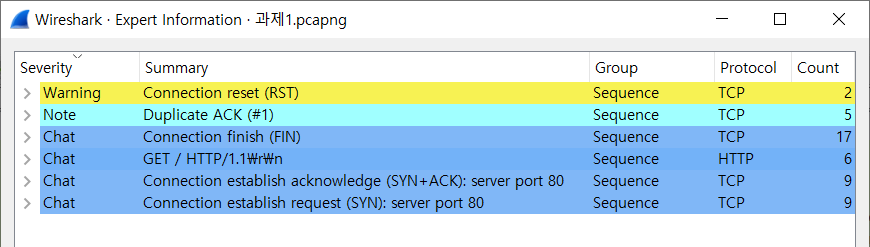 Wireshark · Expert Information · 과제1.pcapng
Severity Summary Group Protocol Count
Warning Connection reset (RST) Sequence TCP 2
Note Duplicate ACK (#1) Sequence TCP 5
Chat Connection finish (FIN) Sequence TCP 17
Chat GET / HTTP/1.1₩r₩n Sequence HTTP 6
Chat Connection establish acknowledge (SYN+ACK): server port 80 Sequence TCP 9
Chat Connection establish request (SYN): server port 80 Sequence TCP 9